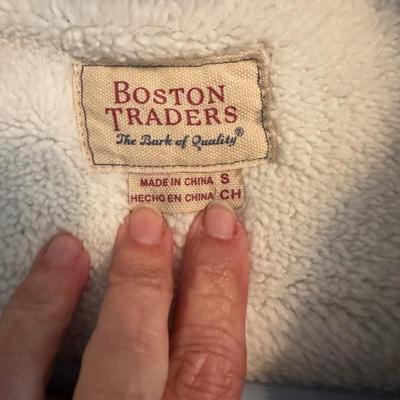 BOSTON
TRADERS
The Bark of Quality®
MADE IN CHINA S
HECHO EN CHINA CH